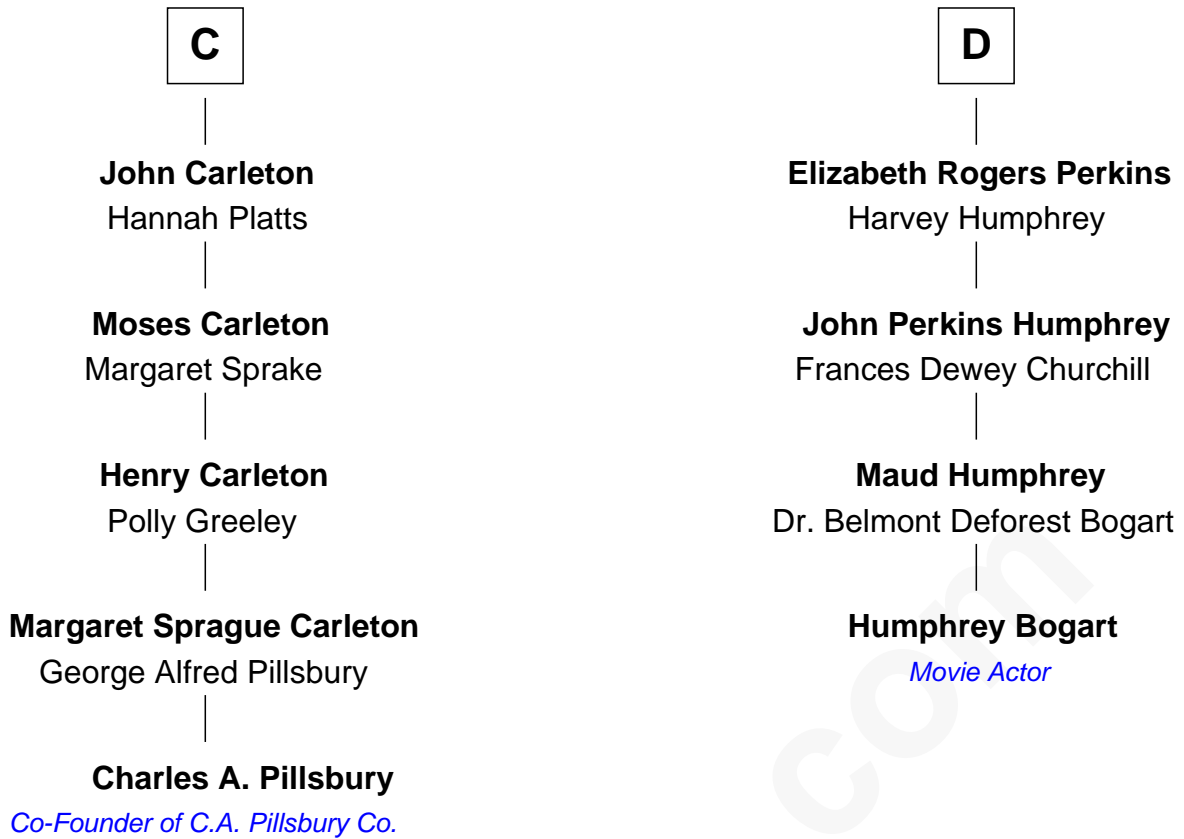 C
John Carleton
Hannah Platts
Moses Carleton
Margaret Sprake
Henry Carleton
Polly Greeley
Margaret Sprague Carleton
George Alfred Pillsbury
Charles A. Pillsbury
Co-Founder of C.A. Pillsbury Co.
D
Elizabeth Rogers Perkins
Harvey Humphrey
John Perkins Humphrey
Frances Dewey Churchill
Maud Humphrey
Dr. Belmont Deforest Bogart
Humphrey Bogart
Movie Actor
com